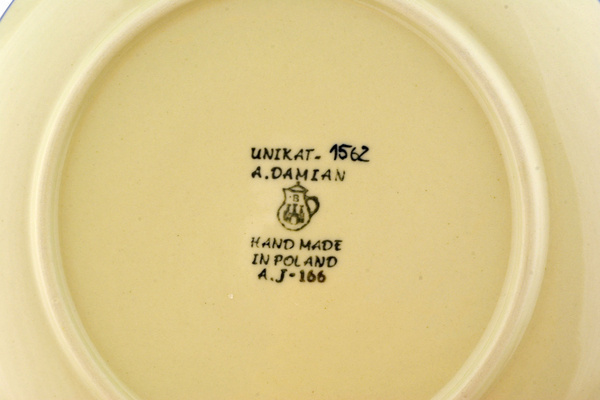 UNIKAT- 1562
A.DAMIAN
B
HAND MADE
IN POLAND
A.J-166